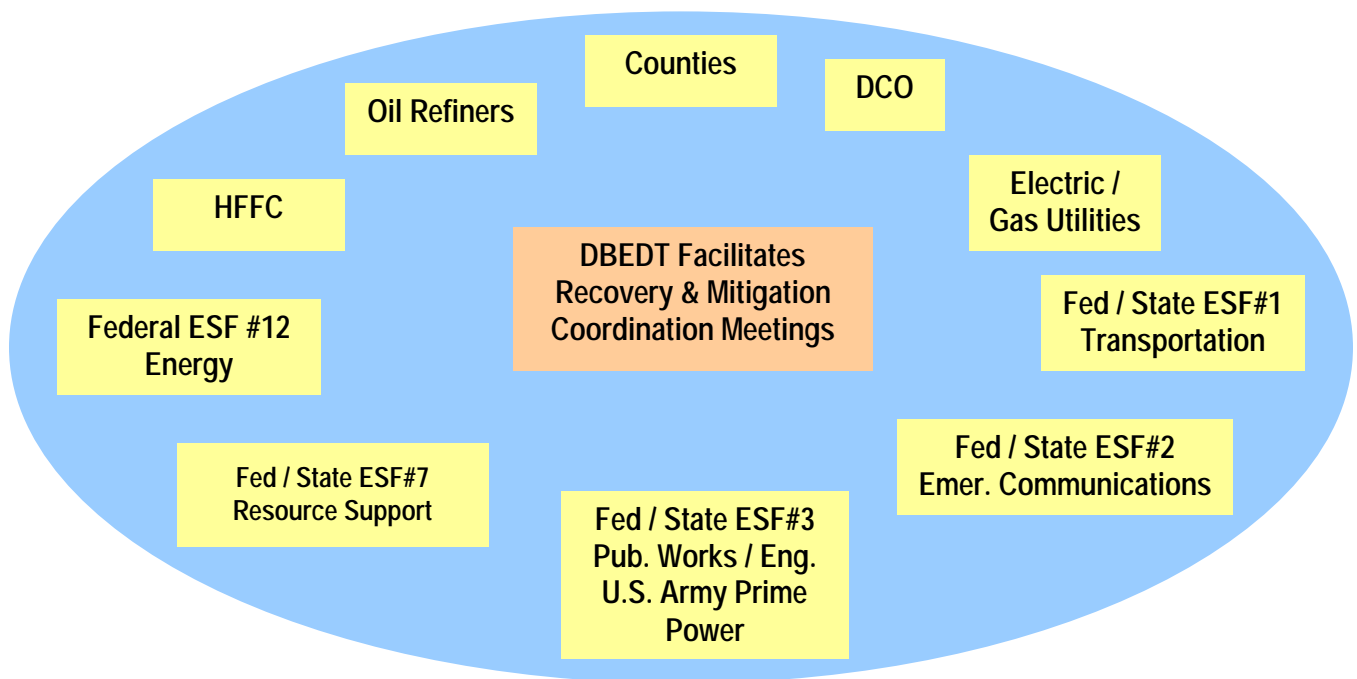 Counties
DCO
Oil Refiners
Electric /
Gas Utilities
HFFC
DBEDT Facilitates
Recovery & Mitigation
Coordination Meetings
Fed / State ESF#1
Transportation
Federal ESF #12
Energy
Fed / State ESF#2
Emer. Communications
Fed / State ESF#7
Resource Support
Fed / State ESF#3
Pub. Works / Eng.
U.S. Army Prime
Power